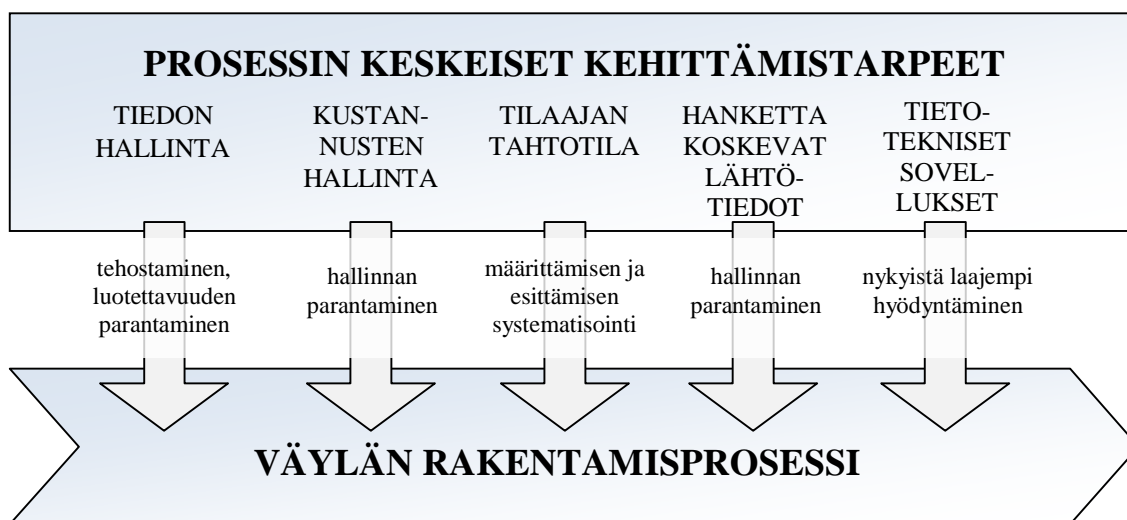 PROSESSIN KESKEISET KEHITTÄMISTARPEET
TIEDON
HALLINTA
KUSTAN-
NUSTEN
HALLINTA
TILAAJAN
TAHTOTILA
HANKETTA
KOSKEVAT
LÄHTÖ-
TIEDOT
TIETO-
TEKNISET
SOVEL-
LUKSET
tehostaminen,
luotettavuuden
parantaminen
hallinnan
parantaminen
määrittämisen ja
esittämisen
systematisointi
hallinnan
parantaminen
nykyistä laajempi
hyödyntäminen
VÄYLÄN RAKENTAMISPROSESSI